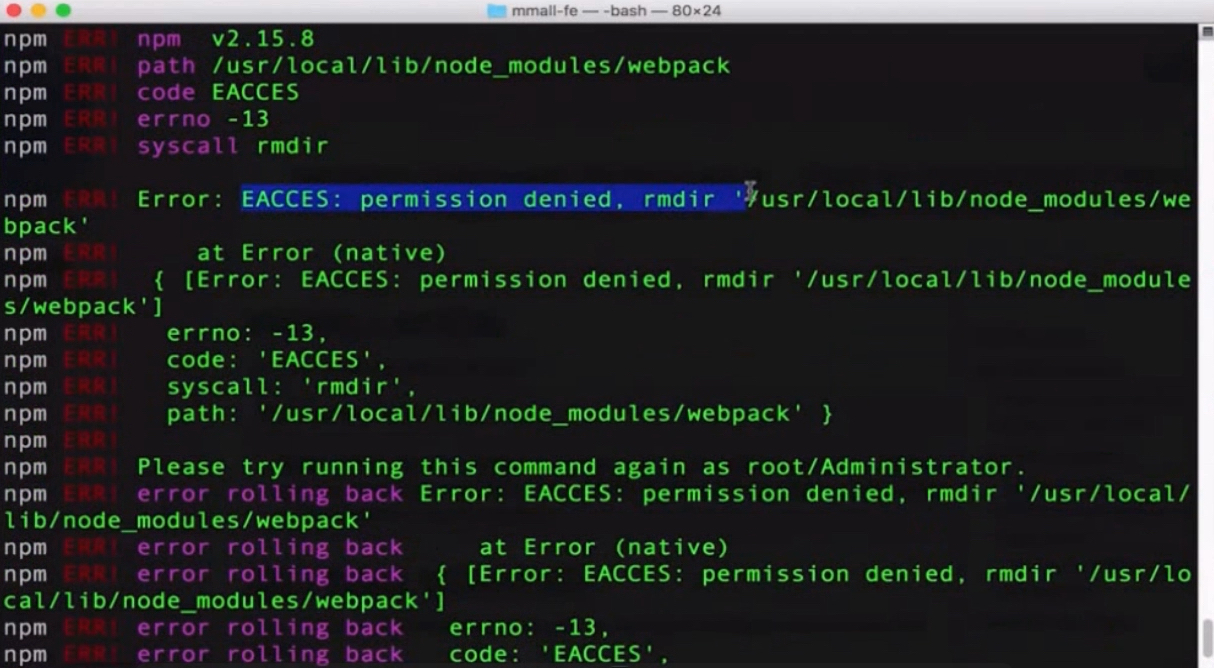 mmall-fe — -bash — 80×24
npm ERR! npm  v2.15.8
npm ERR! path /usr/local/lib/node_modules/webpack
npm ERR! code EACCES
npm ERR! errno -13
npm ERR! syscall rmdir
npm ERR! Error: EACCES: permission denied, rmdir '/usr/local/lib/node_modules/we
bpack'
npm ERR!     at Error (native)
npm ERR!  { [Error: EACCES: permission denied, rmdir '/usr/local/lib/node_module
s/webpack']
npm ERR!   errno: -13,
npm ERR!   code: 'EACCES',
npm ERR!   syscall: 'rmdir',
npm ERR!   path: '/usr/local/lib/node_modules/webpack' }
npm ERR!
npm ERR! Please try running this command again as root/Administrator.
npm ERR! error rolling back Error: EACCES: permission denied, rmdir '/usr/local/
lib/node_modules/webpack'
npm ERR! error rolling back     at Error (native)
npm ERR! error rolling back  { [Error: EACCES: permission denied, rmdir '/usr/lo
cal/lib/node_modules/webpack']
npm ERR! error rolling back   errno: -13,
npm ERR! error rolling back   code: 'EACCES',